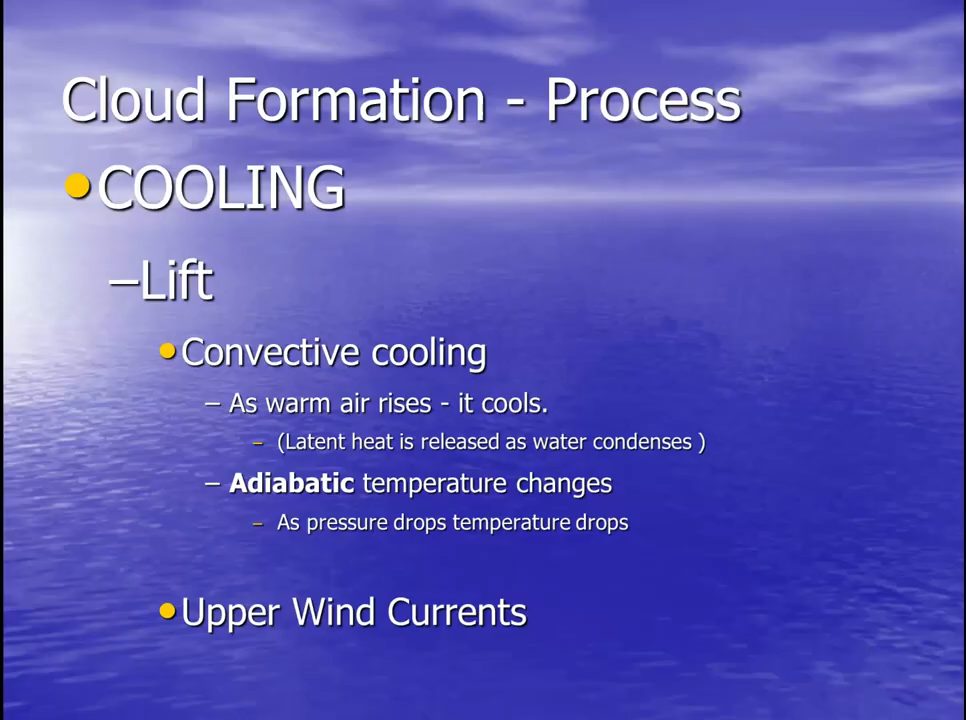 Cloud Formation - Process
•COOLING
–Lift
•Convective cooling
– As warm air rises - it cools.
– (Latent heat is released as water condenses )
– Adiabatic temperature changes
– As pressure drops temperature drops
•Upper Wind Currents